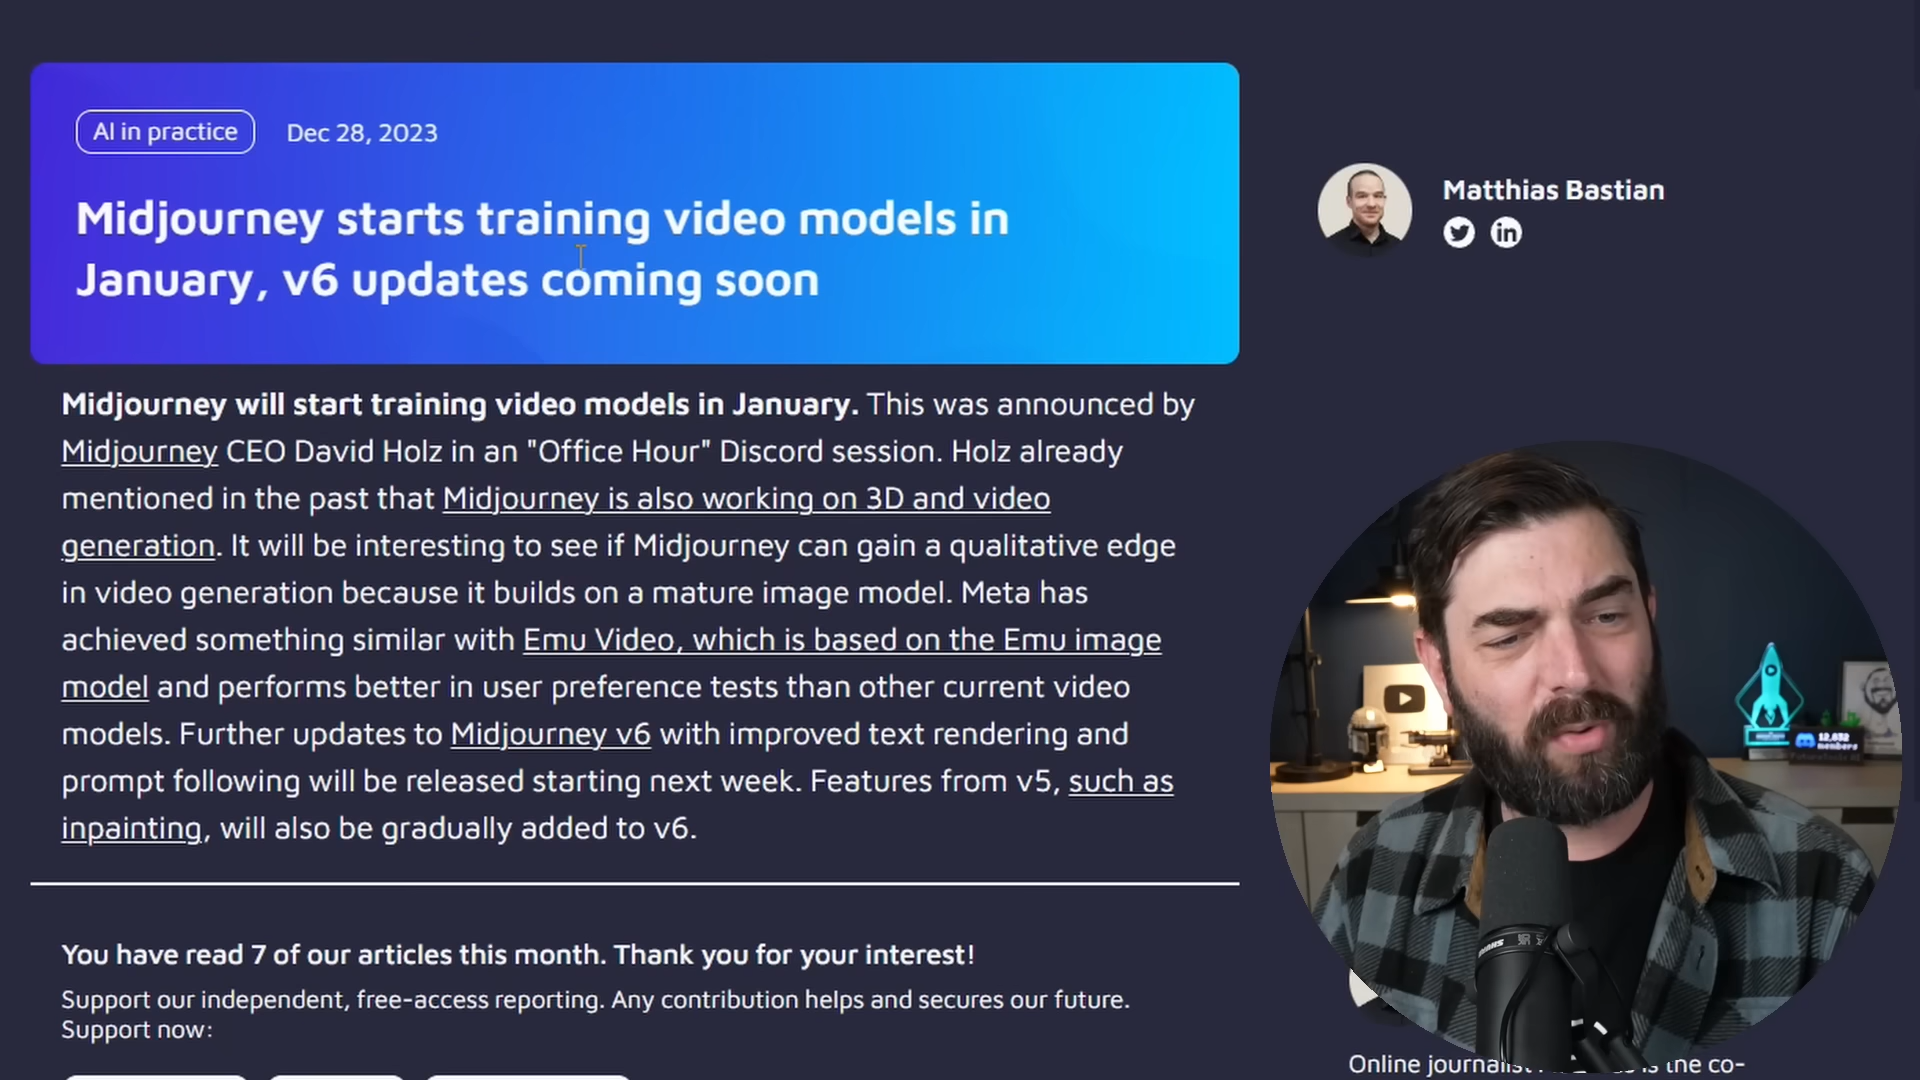 AI in practice
Dec 28, 2023
Midjourney starts training video models in
January, v6 updates coming soon
Matthias Bastian
Midjourney will start training video models in January. This was announced by
Midjourney CEO David Holz in an "Office Hour" Discord session. Holz already
mentioned in the past that Midjourney is also working on 3D and video
generation. It will be interesting to see if Midjourney can gain a qualitative edge
in video generation because it builds on a mature image model. Meta has
achieved something similar with Emu Video, which is based on the Emu image
model and performs better in user preference tests than other current video
models. Further updates to Midjourney v6 with improved text rendering and
prompt following will be released starting next week. Features from v5, such as
inpainting, will also be gradually added to v6.
You have read 7 of our articles this month. Thank you for your interest!
Support our independent, free-access reporting. Any contribution helps and secures our future.
Support now:
members
Online is the co-